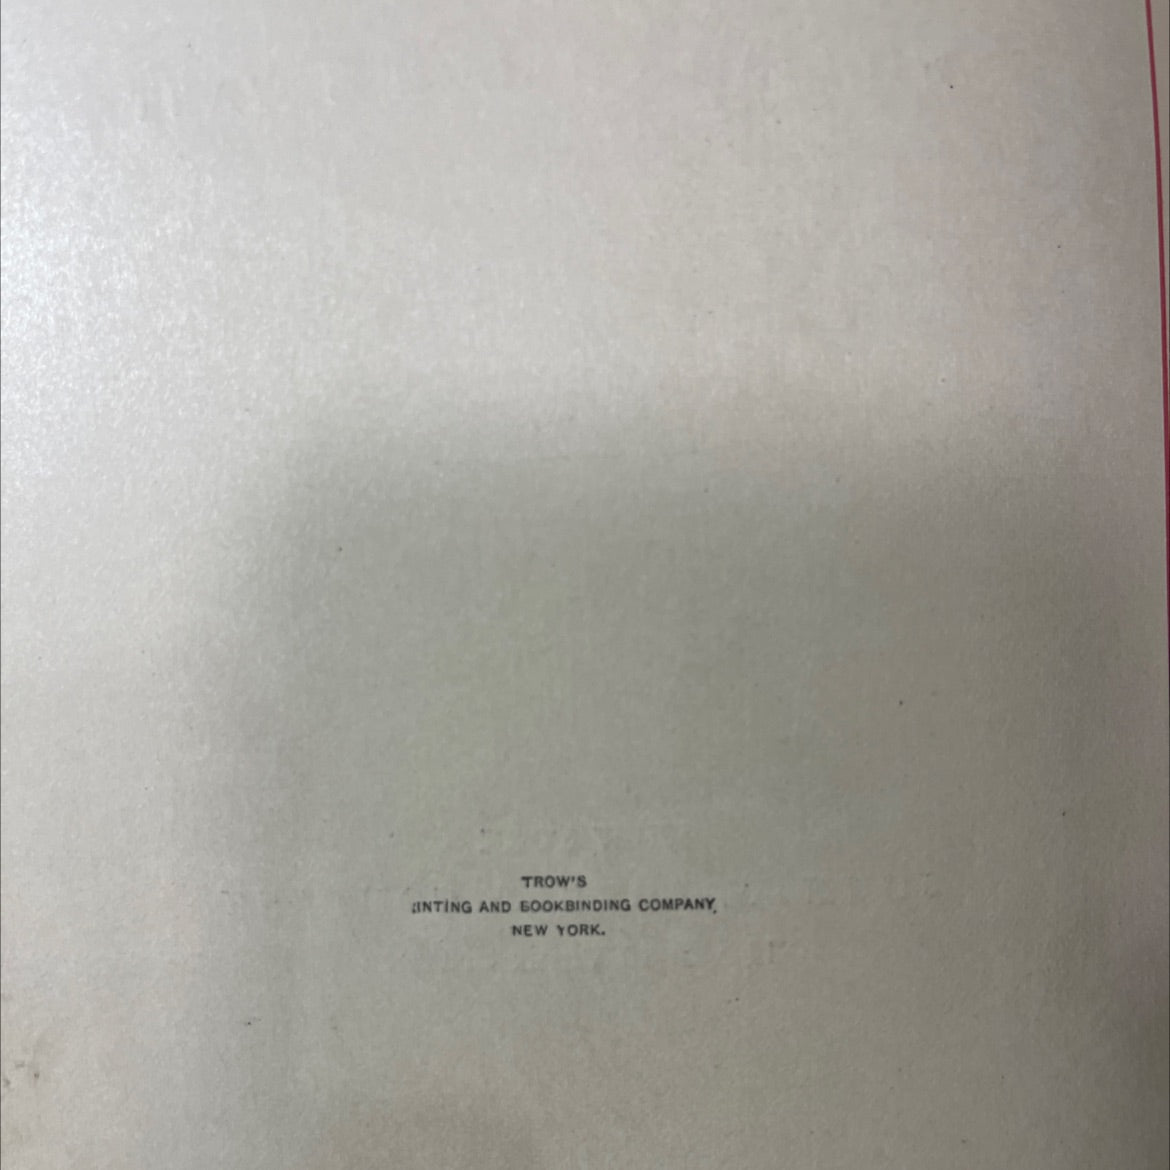 TROW'S
INTING AND BOOKBINDING COMPANY,
NEW YORK.